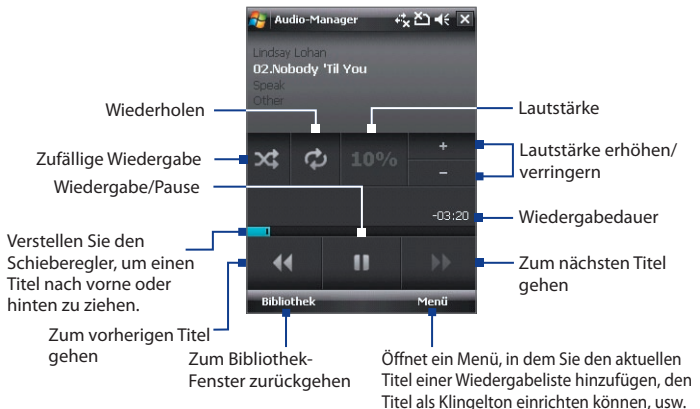 Audio-Manager
Lindsay Lohan
02.Nobody 'Til You
Speak
Other
Wiederholen
Lautstärke
Zufällige Wiedergabe
10%
+
−
Lautstärke erhöhen/
verringern
Wiedergabe/Pause
-03:20
Wiedergabedauer
Verstellen Sie den
Schieberegler, um einen
Titel nach vorne oder
hinten zu ziehen.
Zum nächsten Titel
gehen
Bibliothek
Menü
Zum vorherigen Titel
gehen
Zum Bibliothek-
Fenster zurückgehen
Öffnet ein Menü, in dem Sie den aktuellen
Titel einer Wiedergabeliste hinzufügen, den
Titel als Klingelton einrichten können, usw.